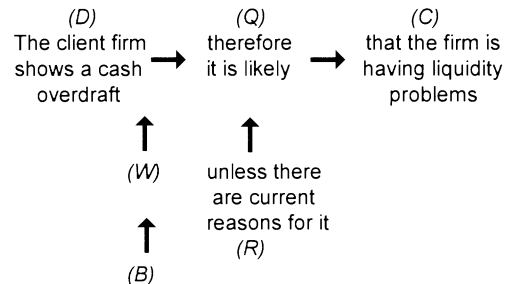 (D)
The client firm
shows a cash
overdraft
(Q)
therefore
it is likely
(C)
that the firm is
having liquidity
problems
(W)
(B)
unless there
are current
reasons for it
(R)